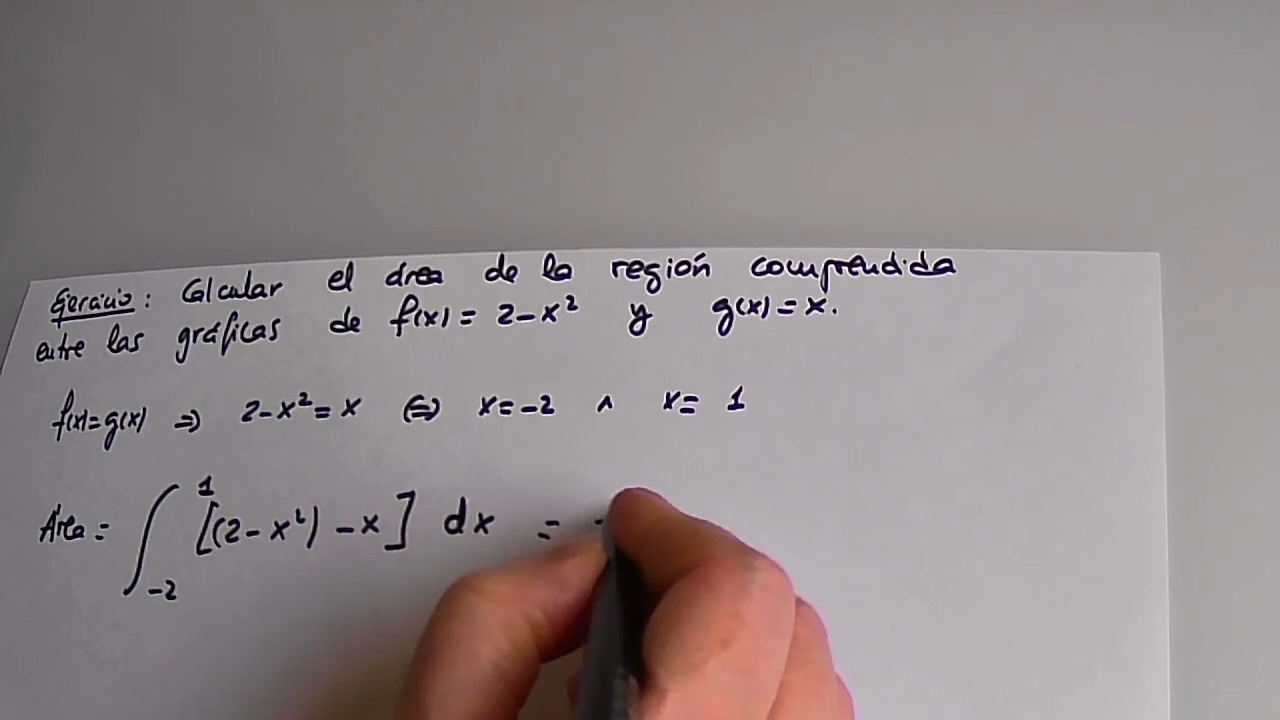 Ejercicio: Calcular el área de la región comprendida
entre las gráficas de f(x) = 2-x² y g(x) = x.
f(x)=g(x) ⇒ 2-x² = x ⇔ x=-2 ∧ x= 1
Área = ∫₋₂¹ [(2-x²) -x] dx =